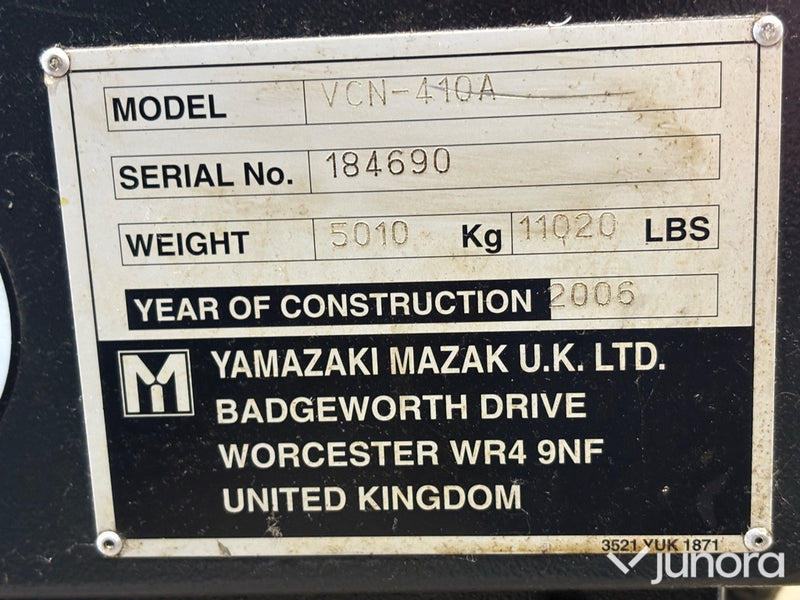 MODEL VCN-410A
SERIAL No. 184690
WEIGHT 5010 Kg 11020 LBS
YEAR OF CONSTRUCTION 2006
YAMAZAKI MAZAK U.K. LTD.
BADGEWORTH DRIVE
WORCESTER WR4 9NF
UNITED KINGDOM
3521 YUK 1871
junora